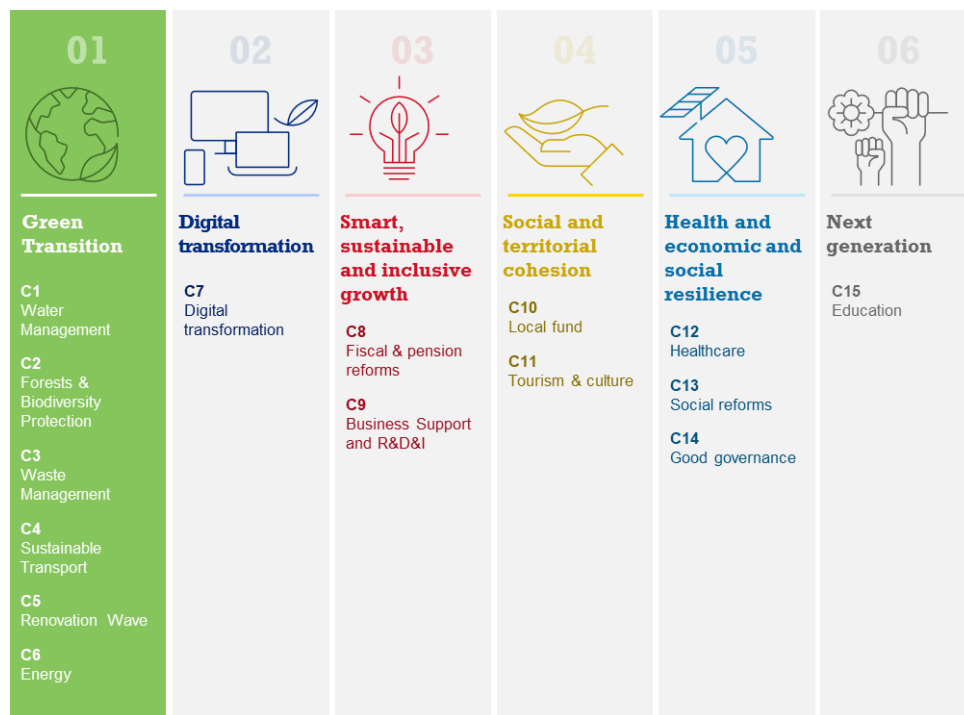 01
Green
Transition
C1
Water
Management
C2
Forests &
Biodiversity
Protection
C3
Waste
Management
C4
Sustainable
Transport
C5
Renovation Wave
C6
Energy
02
Digital
transformation
C7
Digital
transformation
03
Smart,
sustainable
and inclusive
growth
C8
Fiscal & pension
reforms
C9
Business Support
and R&D&I
04
Social and
territorial
cohesion
C10
Local fund
C11
Tourism & culture
05
Health and
economic and
social
resilience
C12
Healthcare
C13
Social reforms
C14
Good governance
06
Next
generation
C15
Education